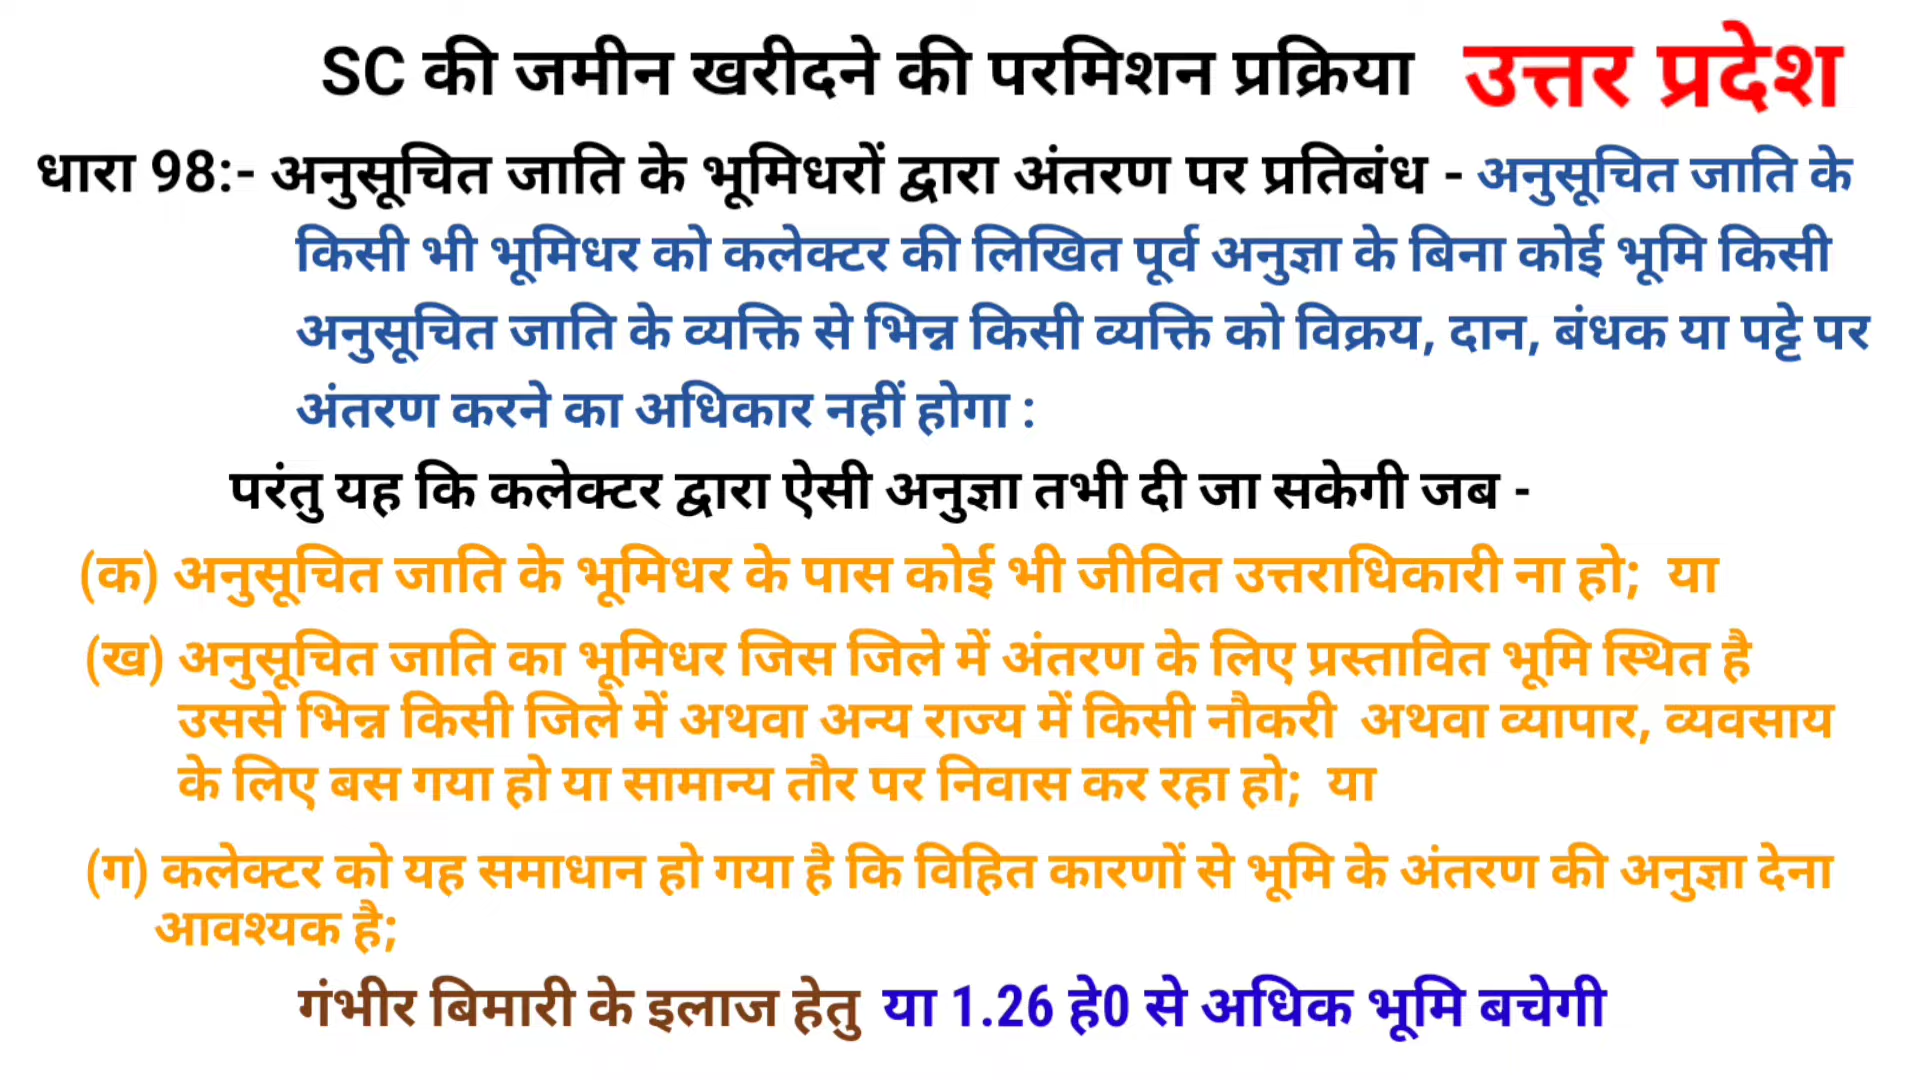 SC की जमीन खरीदने की परमिशन प्रक्रिया उत्तर प्रदेश
धारा 98:- अनुसूचित जाति के भूमिधरों द्वारा अंतरण पर प्रतिबंध - अनुसूचित जाति के
किसी भी भूमिधर को कलेक्टर की लिखित पूर्व अनुज्ञा के बिना कोई भूमि किसी
अनुसूचित जाति के व्यक्ति से भिन्न किसी व्यक्ति को विक्रय, दान, बंधक या पट्टे पर
अंतरण करने का अधिकार नहीं होगा :
परंतु यह कि कलेक्टर द्वारा ऐसी अनुज्ञा तभी दी जा सकेगी जब -
(क) अनुसूचित जाति के भूमिधर के पास कोई भी जीवित उत्तराधिकारी ना हो; या
(ख) अनुसूचित जाति का भूमिधर जिस जिले में अंतरण के लिए प्रस्तावित भूमि स्थित है
उससे भिन्न किसी जिले में अथवा अन्य राज्य में किसी नौकरी अथवा व्यापार, व्यवसाय
के लिए बस गया हो या सामान्य तौर पर निवास कर रहा हो; या
(ग) कलेक्टर को यह समाधान हो गया है कि विहित कारणों से भूमि के अंतरण की अनुज्ञा देना
आवश्यक है;
गंभीर बिमारी के इलाज हेतु या 1.26 हे0 से अधिक भूमि बचेगी